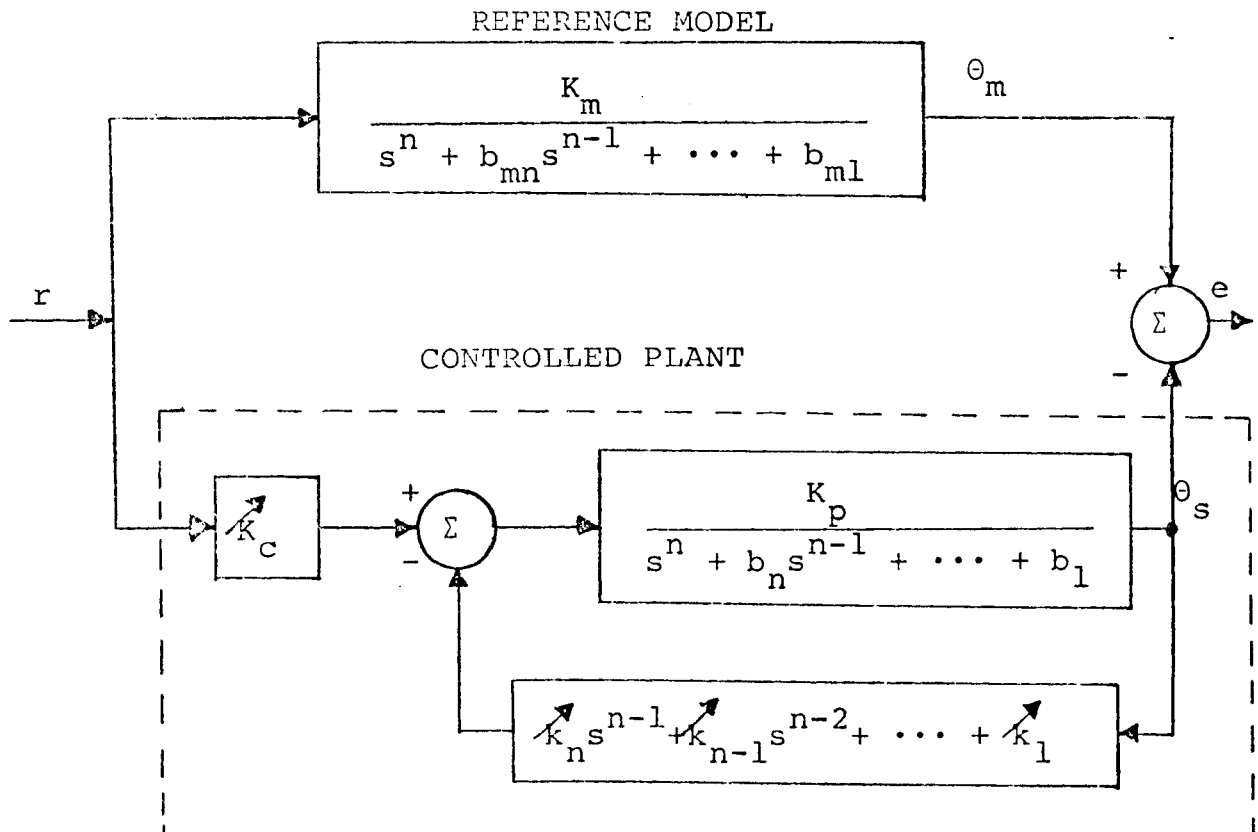 REFERENCE MODEL
K_m
s^n + b_mn s^{n-1} + ··· + b_m1
Θ_m
+
r
Σ
e
-
CONTROLLED PLANT
K_c
+
Σ
-
K_p
s^n + b_n s^{n-1} + ··· + b_1
Θ_s
k_n s^{n-1} + k_{n-1} s^{n-2} + ··· + k_1